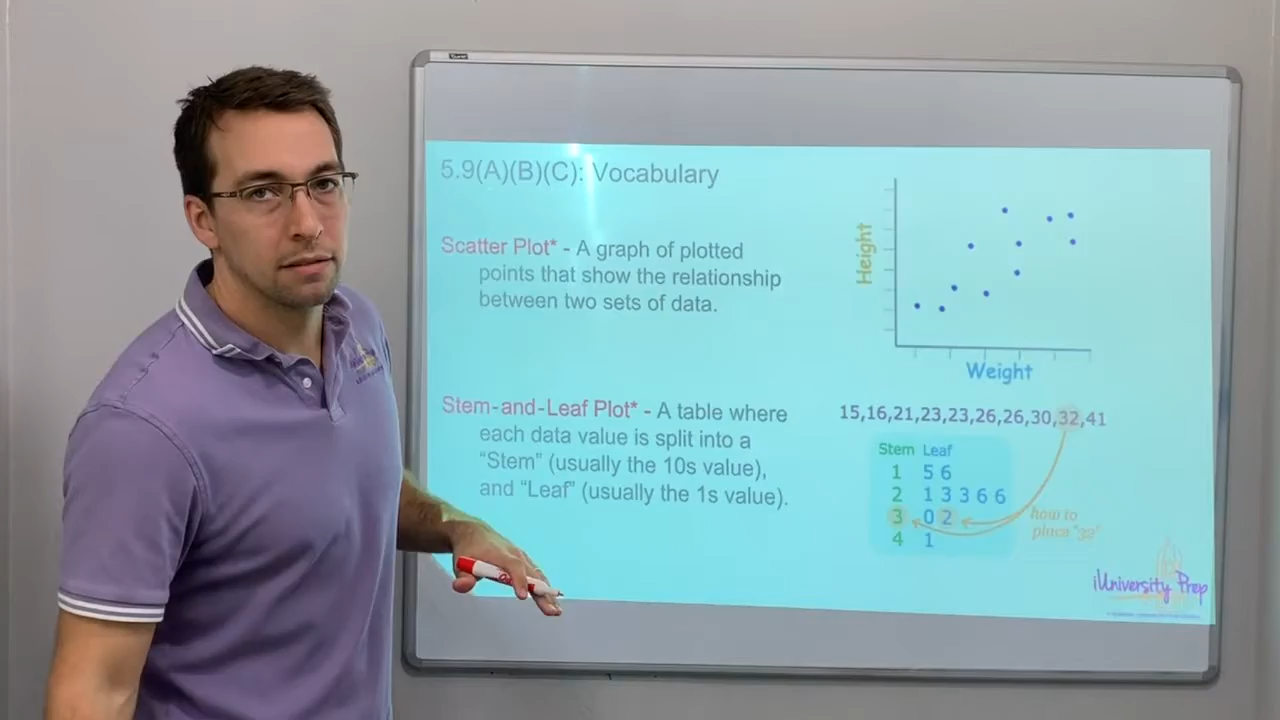 5.9(A)(B)(C): Vocabulary
Scatter Plot* - A graph of plotted
points that show the relationship
between two sets of data.
Height
Weight
Stem-and-Leaf Plot* - A table where
each data value is split into a
“Stem” (usually the 10s value),
and “Leaf” (usually the 1s value).
15,16,21,23,23,26,26,30,32,41
Stem Leaf
1 5 6
2 1 3 3 6 6
3 0 2
4 1
how to
place "32"
iUniversity Prep